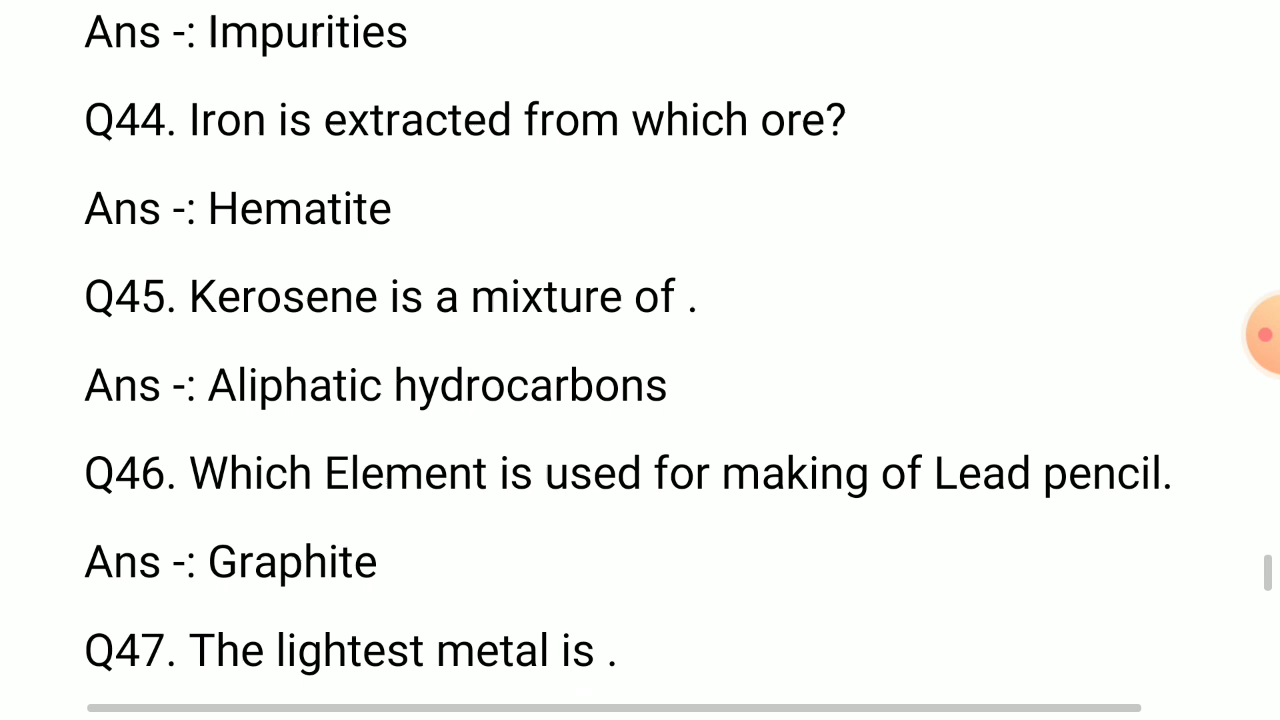 Ans -: Impurities
Q44. Iron is extracted from which ore?
Ans -: Hematite
Q45. Kerosene is a mixture of .
Ans -: Aliphatic hydrocarbons
Q46. Which Element is used for making of Lead pencil.
Ans -: Graphite
Q47. The lightest metal is .